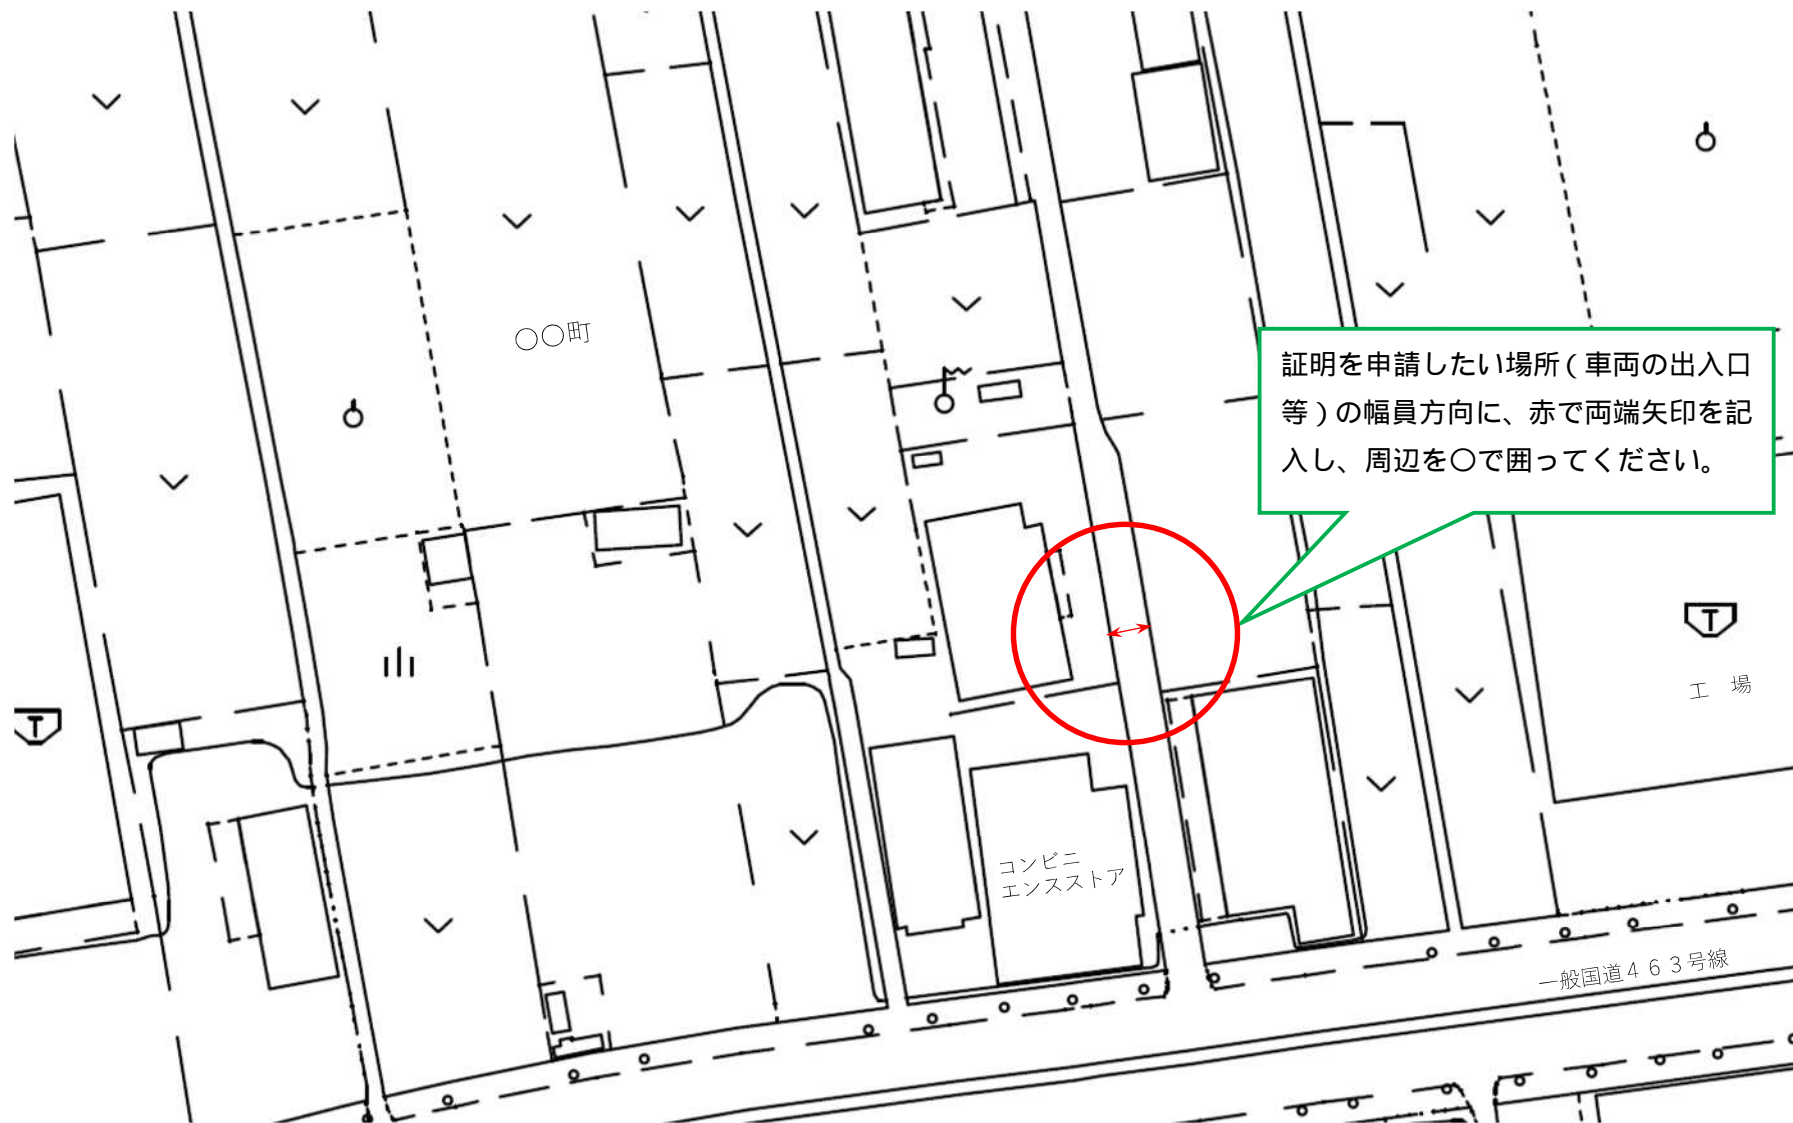 〇〇町
証明を申請したい場所（車両の出入口
等）の幅員方向に、赤で両端矢印を記
入し、周辺を〇で囲ってください。
工　場
コンビニ
エンスストア
一般国道４６３号線